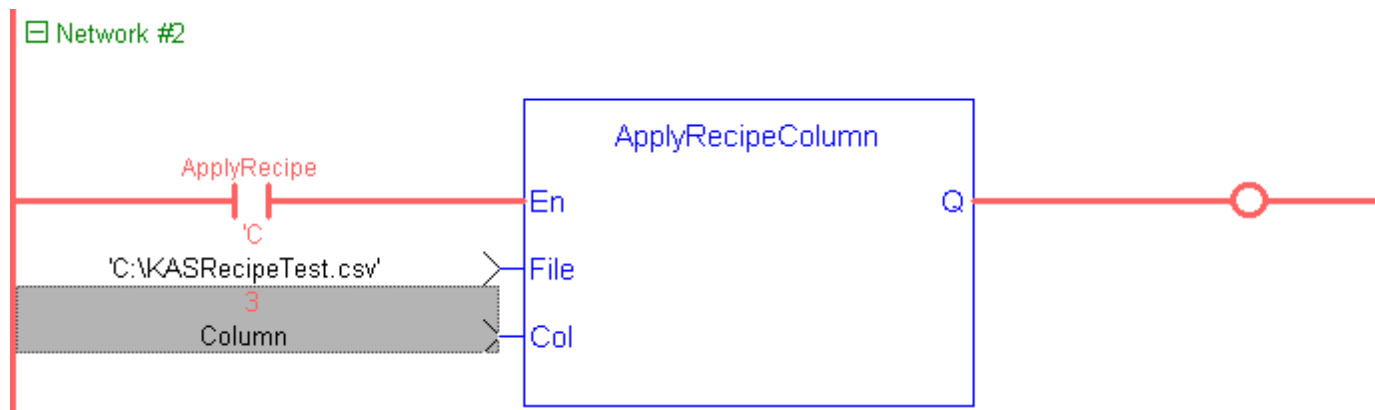 Network #2
ApplyRecipeColumn
ApplyRecipe
En Q
'C
'C:\KASRecipeTest.csv' File
3
Column Col